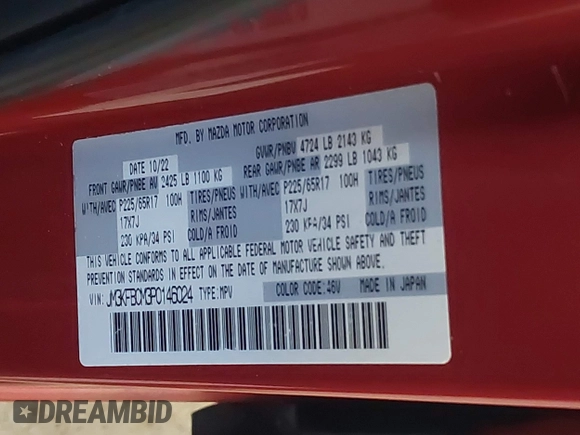 MFD. BY MAZDA MOTOR CORPORATION
DATE 10/22 GVWR/PNBV 4724 LB 2143 KG
FRONT GAWR/PNBE AV 2425 LB 1100 KG REAR GAWR/PNBE AR 2299 LB 1043 KG
WITH/AVEC P225/65R17 100H TIRES/PNEUS WITH/AVEC P225/65R17 100H TIRES/PNEUS
17X7J RIMS/JANTES 17X7J RIMS/JANTES
230 KPA/34 PSI COLD/A FROID 230 KPA/34 PSI COLD/A FROID
THIS VEHICLE CONFORMS TO ALL APPLICABLE FEDERAL MOTOR VEHICLE SAFETY AND THEFT
PREVENTION STANDARDS IN EFFECT ON THE DATE OF MANUFACTURE SHOWN ABOVE.
VIN: JM3KFBCM3P0146024 TYPE:MPV COLOR CODE:46V MADE IN JAPAN
DREAMBID